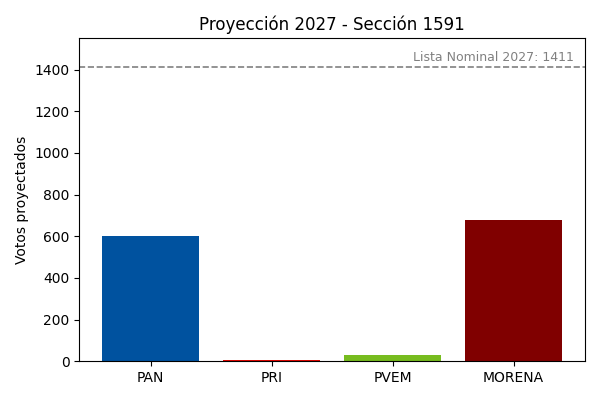 Proyección 2027 - Sección 1591
Lista Nominal 2027: 1411
Votos proyectados
1400
1200
1000
800
600
400
200
0
PAN
PRI
PVEM
MORENA